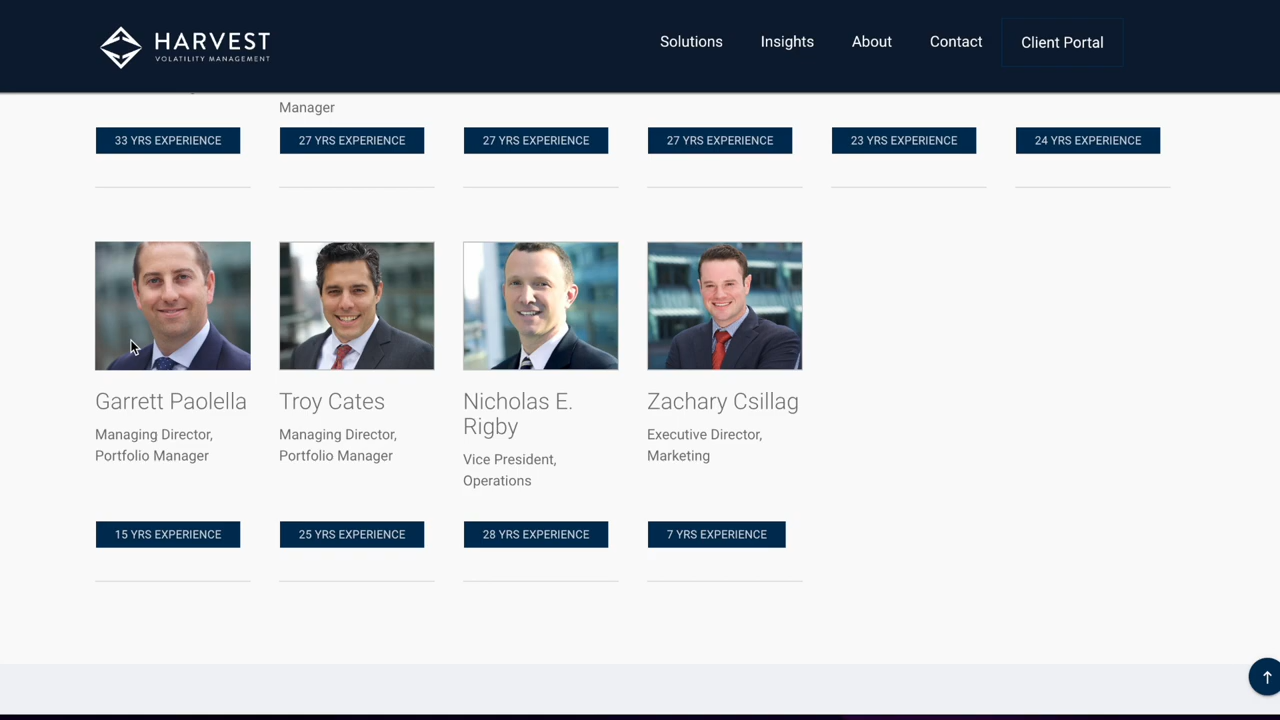 HARVEST
VOLATILITY MANAGEMENT
Solutions
Insights
About
Contact
Client Portal
Manager
33 YRS EXPERIENCE
27 YRS EXPERIENCE
27 YRS EXPERIENCE
27 YRS EXPERIENCE
23 YRS EXPERIENCE
24 YRS EXPERIENCE
Garrett Paolella
Managing Director,
Portfolio Manager
15 YRS EXPERIENCE
Troy Cates
Managing Director,
Portfolio Manager
25 YRS EXPERIENCE
Nicholas E.
Rigby
Vice President,
Operations
28 YRS EXPERIENCE
Zachary Csillag
Executive Director,
Marketing
7 YRS EXPERIENCE